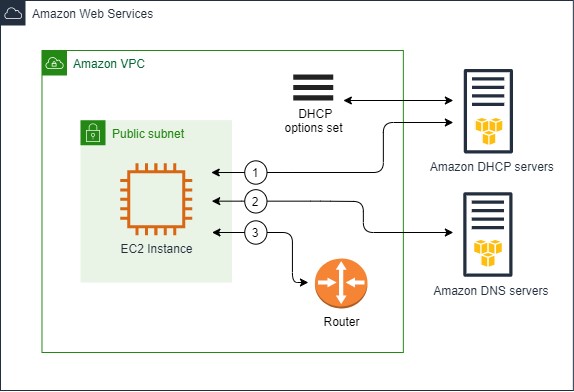 Amazon Web Services
Amazon VPC
DHCP
options set
Public subnet
Amazon DHCP servers
1
2
3
EC2 Instance
Amazon DNS servers
Router